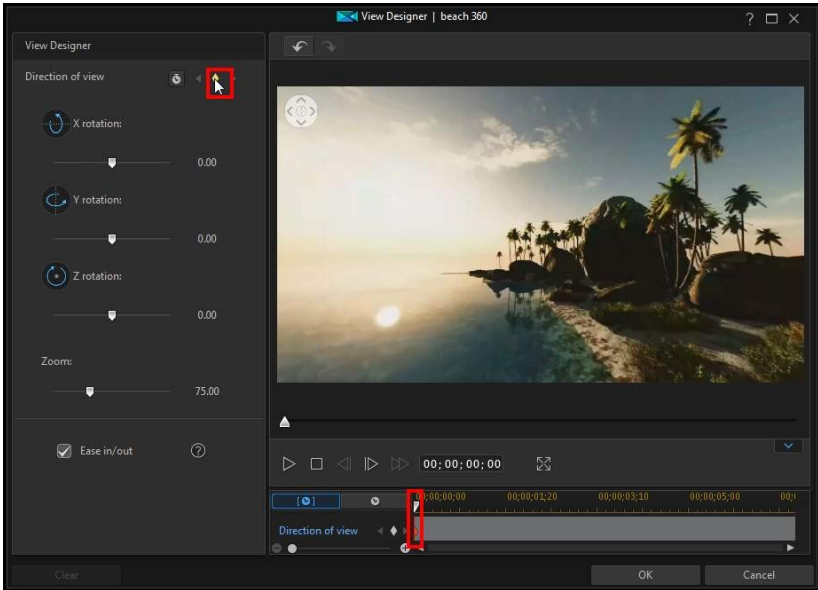 View Designer | beach 360
View Designer
Direction of view
X rotation:
0.00
Y rotation:
0.00
Z rotation:
0.00
Zoom:
75.00
Ease in/out
00;00;00;00
00;00;00;00 00;00;01;20 00;00;03;10 00;00;05;00
Direction of view
Clear
OK Cancel